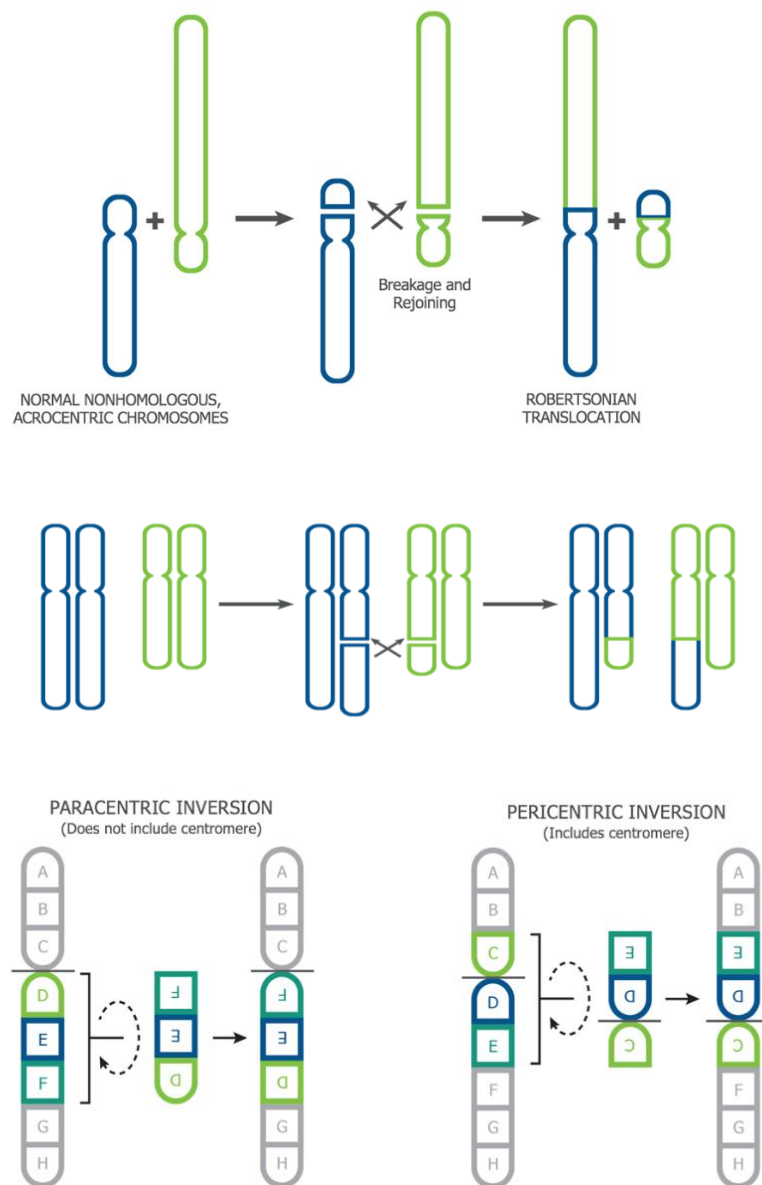 +
Breakage and
Rejoining
+
NORMAL NONHOMOLOGOUS,
ACROCENTRIC CHROMOSOMES
ROBERTSONIAN
TRANSLOCATION
PARACENTRIC INVERSION
(Does not include centromere)
A
B
C
D
E
F
G
H
F
E
D
A
B
C
F
E
D
G
H
PERICENTRIC INVERSION
(Includes centromere)
A
B
C
D
E
F
G
H
E
D
C
A
B
E
D
C
F
G
H